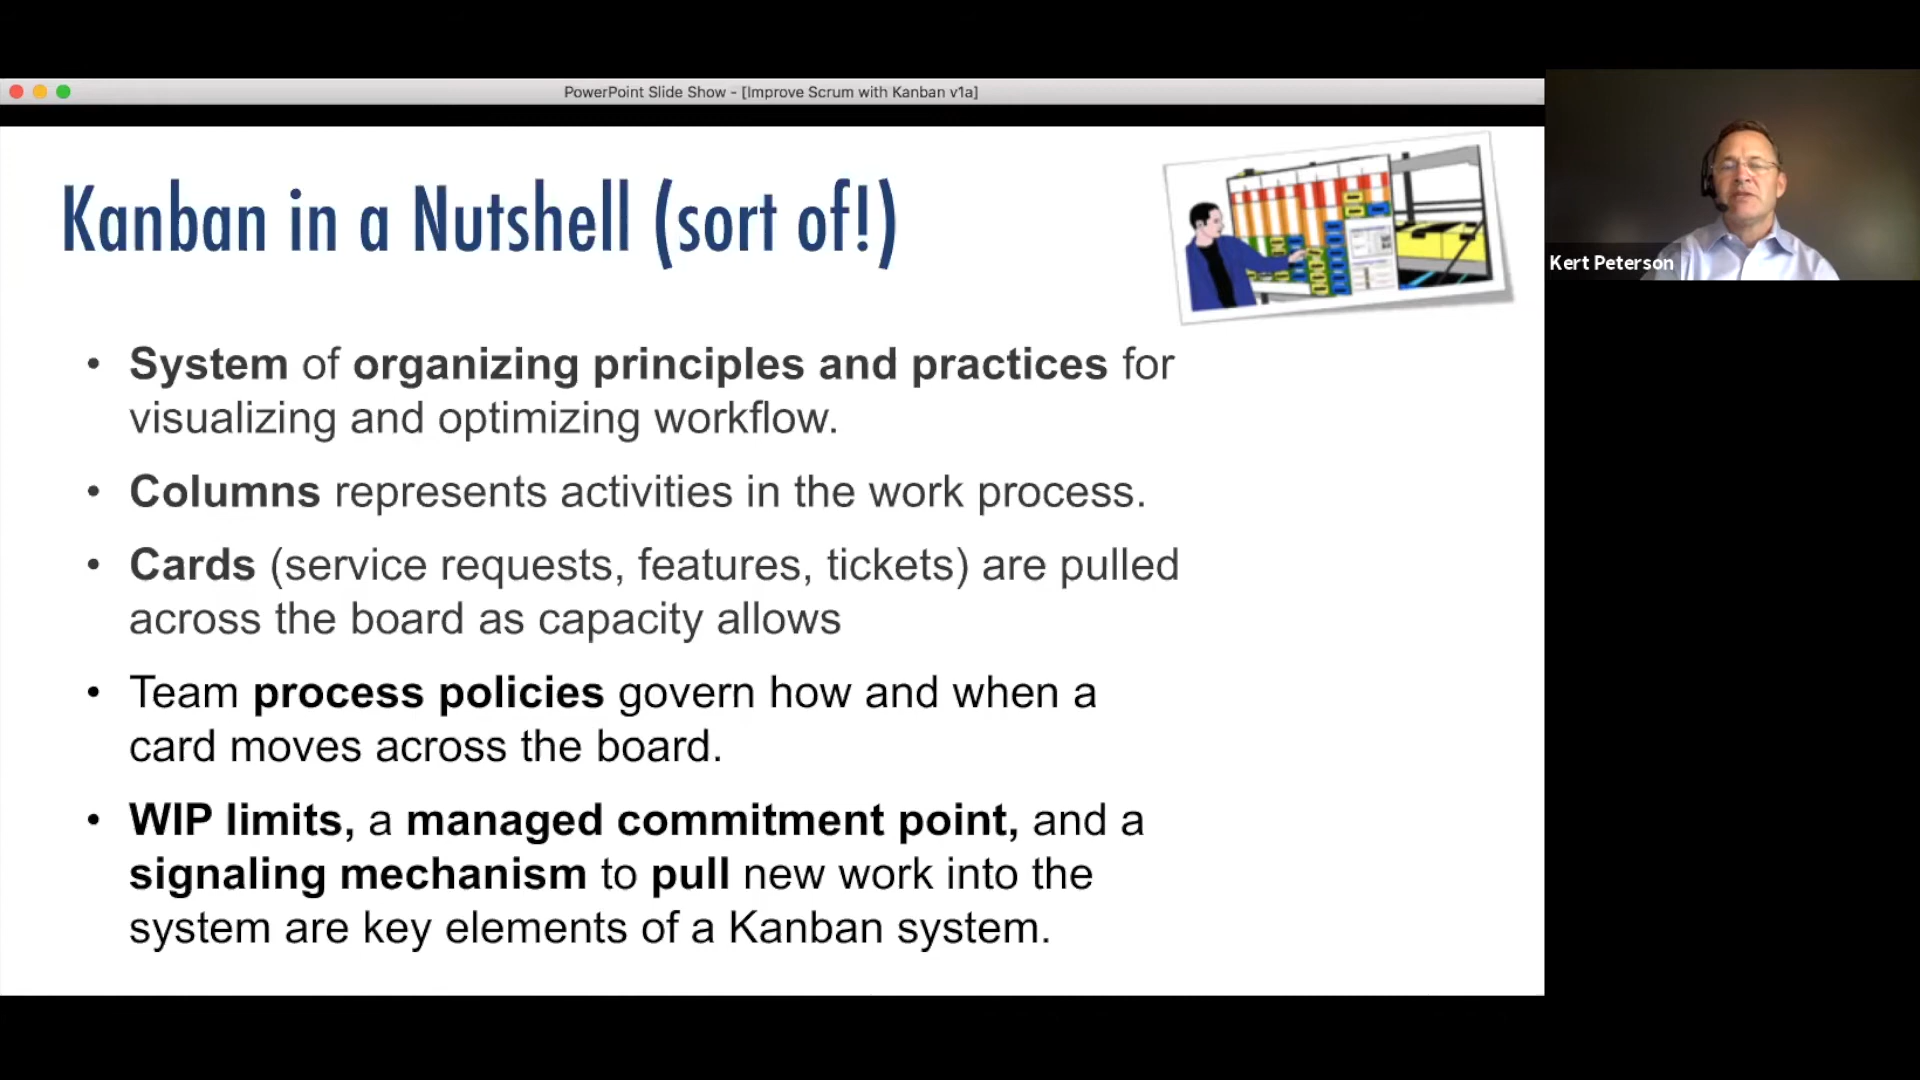 PowerPoint Slide Show - [Improve Scrum with Kanban v1a]
Kanban in a Nutshell (sort of!)
Kert Peterson
• System of organizing principles and practices for
visualizing and optimizing workflow.
• Columns represents activities in the work process.
• Cards (service requests, features, tickets) are pulled
across the board as capacity allows
• Team process policies govern how and when a
card moves across the board.
• WIP limits, a managed commitment point, and a
signaling mechanism to pull new work into the
system are key elements of a Kanban system.